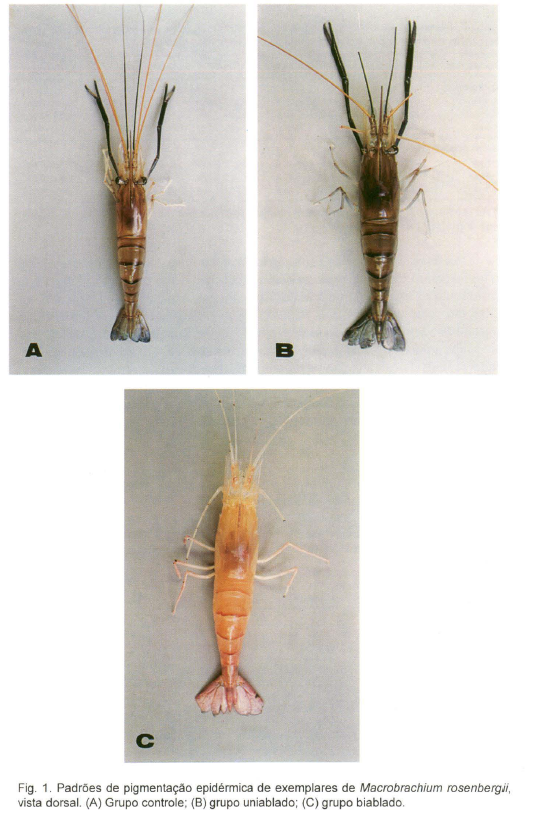 A
B
C
Fig. 1. Padrões de pigmentação epidérmica de exemplares de Macrobrachium rosenbergii,
vista dorsal. (A) Grupo controle; (B) grupo uniablado; (C) grupo biablado.